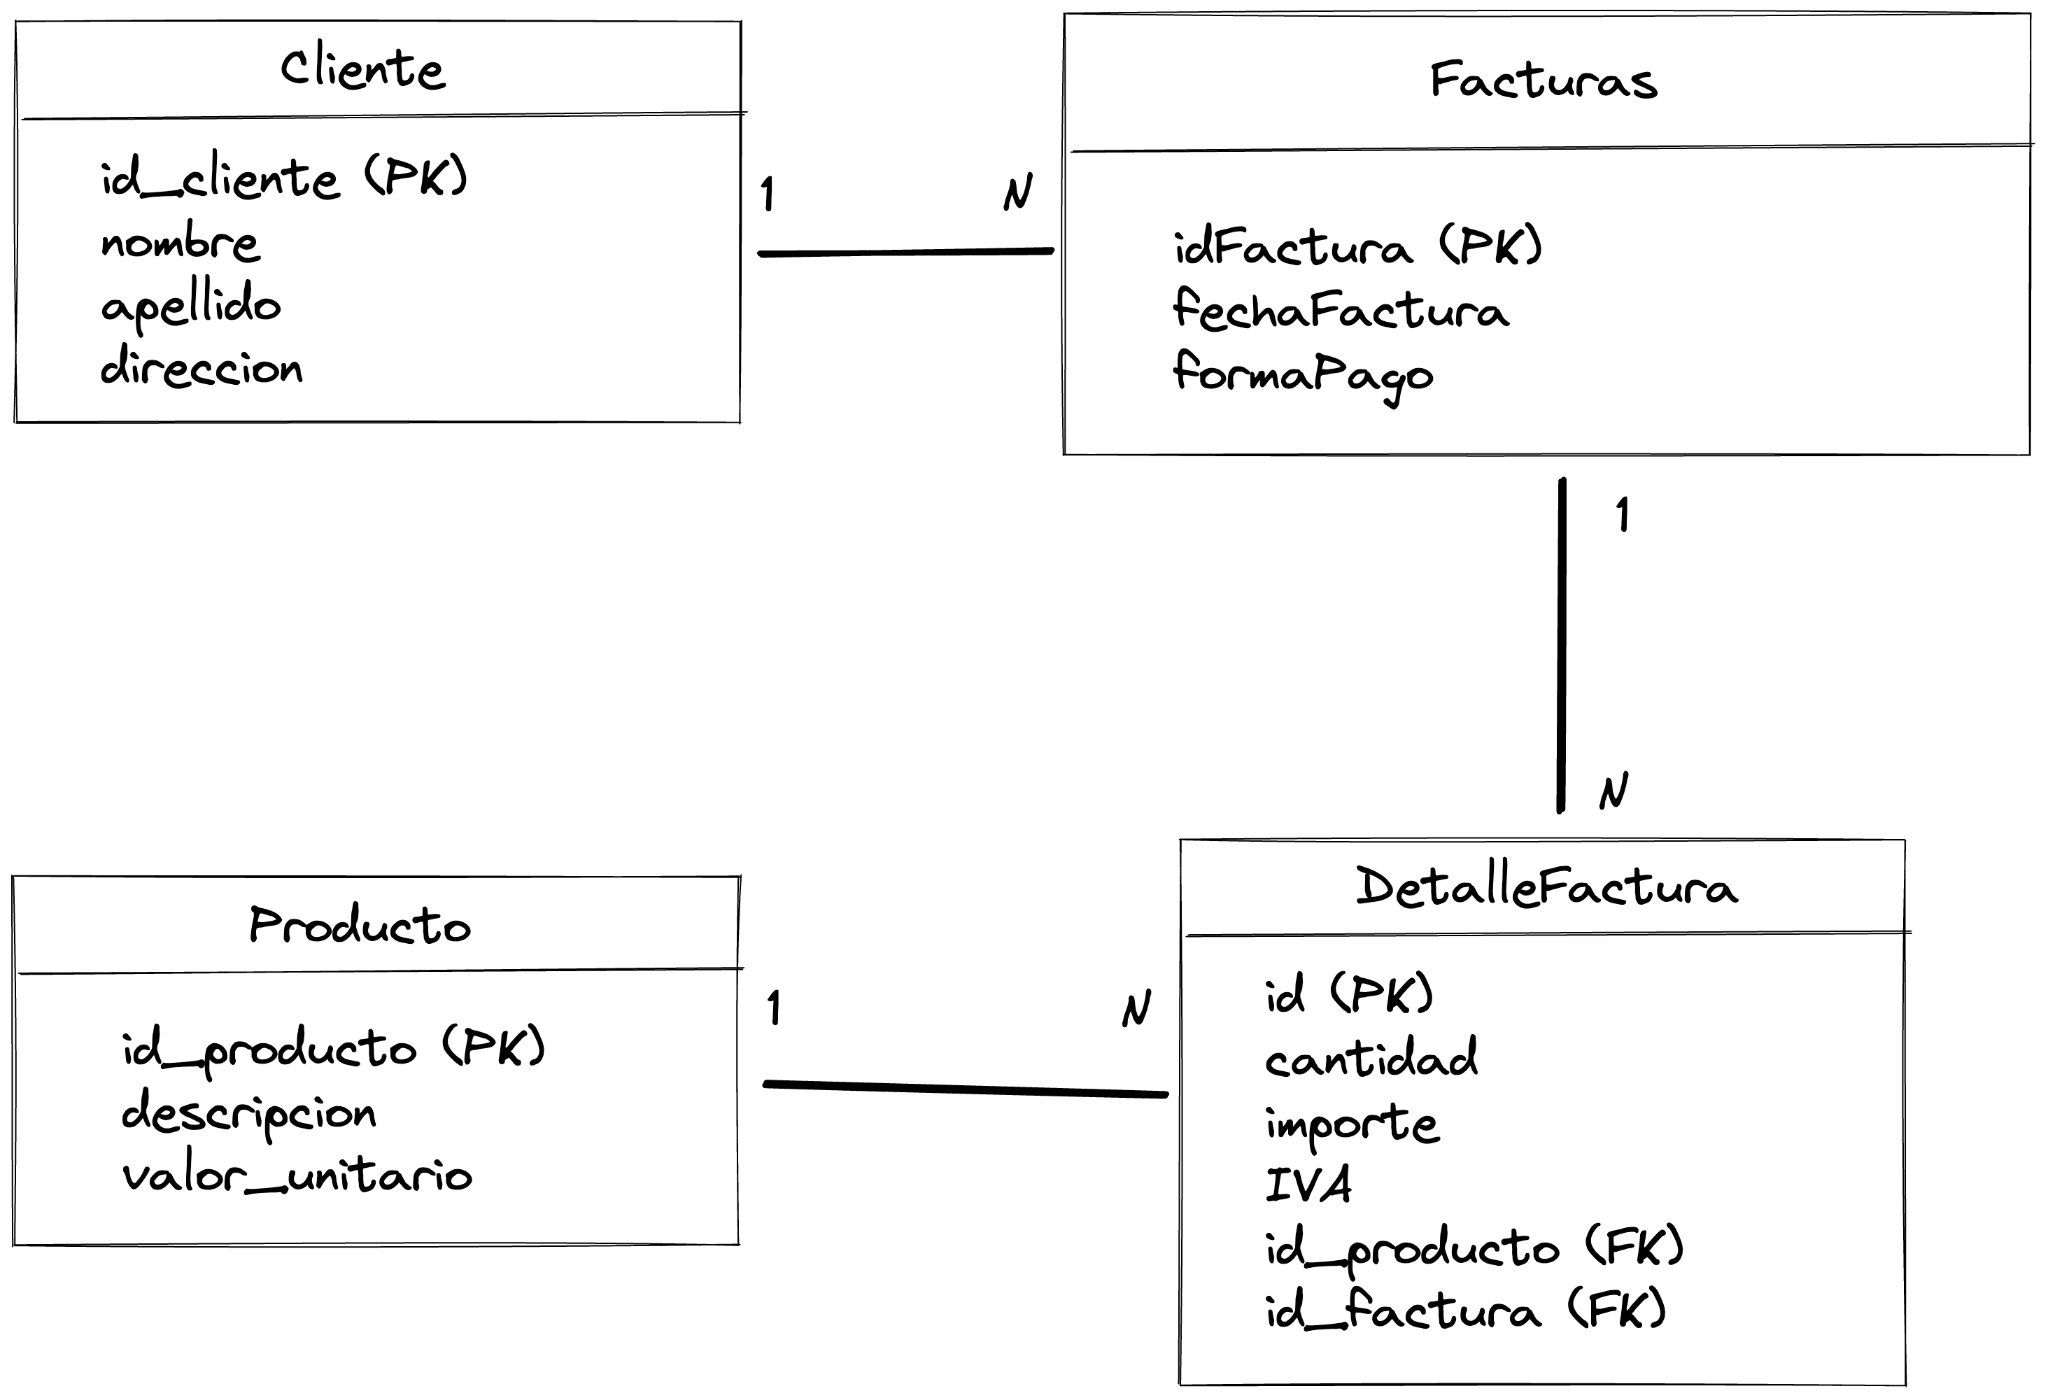 Cliente
id_cliente (PK)
nombre
apellido
direccion
1
N
Facturas
idFactura (PK)
fechaFactura
formaPago
1
N
Producto
id_producto (PK)
descripcion
valor_unitario
1
N
DetalleFactura
id (PK)
cantidad
importe
IVA
id_producto (FK)
id_factura (FK)